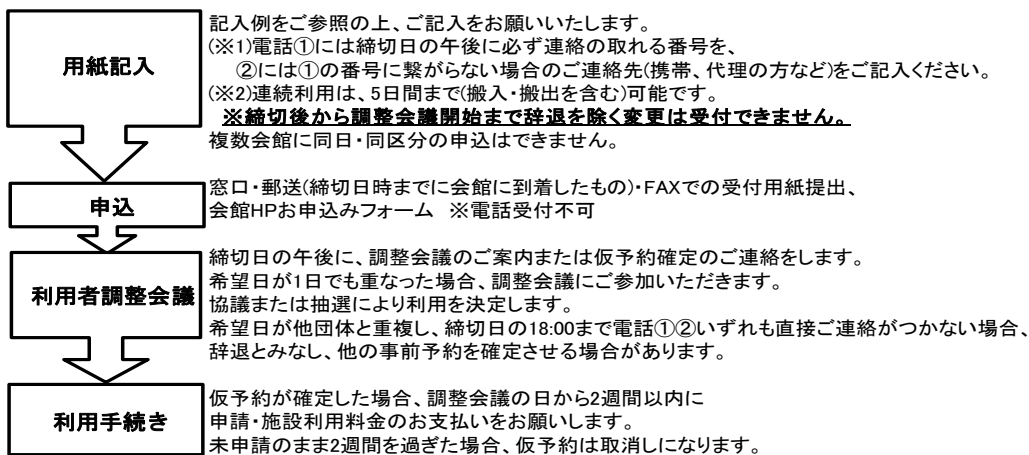 用紙記入
記入例をご参照の上、ご記入をお願いいたします。
(※1)電話①には締切日の午後に必ず連絡の取れる番号を、
②には①の番号に繋がらない場合のご連絡先(携帯、代理の方など)をご記入ください。
(※2)連続利用は、5日間まで(搬入・搬出を含む)可能です。
※締切後から調整会議開始まで辞退を除く変更は受付できません。
複数会館に同日・同区分の申込はできません。
申込
窓口・郵送(締切日時までに会館に到着したもの)・FAXでの受付用紙提出、
会館HPお申込みフォーム ※電話受付不可
利用者調整会議
締切日の午後に、調整会議のご案内または仮予約確定のご連絡をします。
希望日が1日でも重なった場合、調整会議にご参加いただきます。
協議または抽選により利用を決定します。
希望日が他団体と重複し、締切日の18:00まで電話①②いずれも直接ご連絡がつかない場合、
辞退とみなし、他の事前予約を確定させる場合があります。
利用手続き
仮予約が確定した場合、調整会議の日から2週間以内に
申請・施設利用料金のお支払いをお願いします。
未申請のまま2週間を過ぎた場合、仮予約は取消しになります。